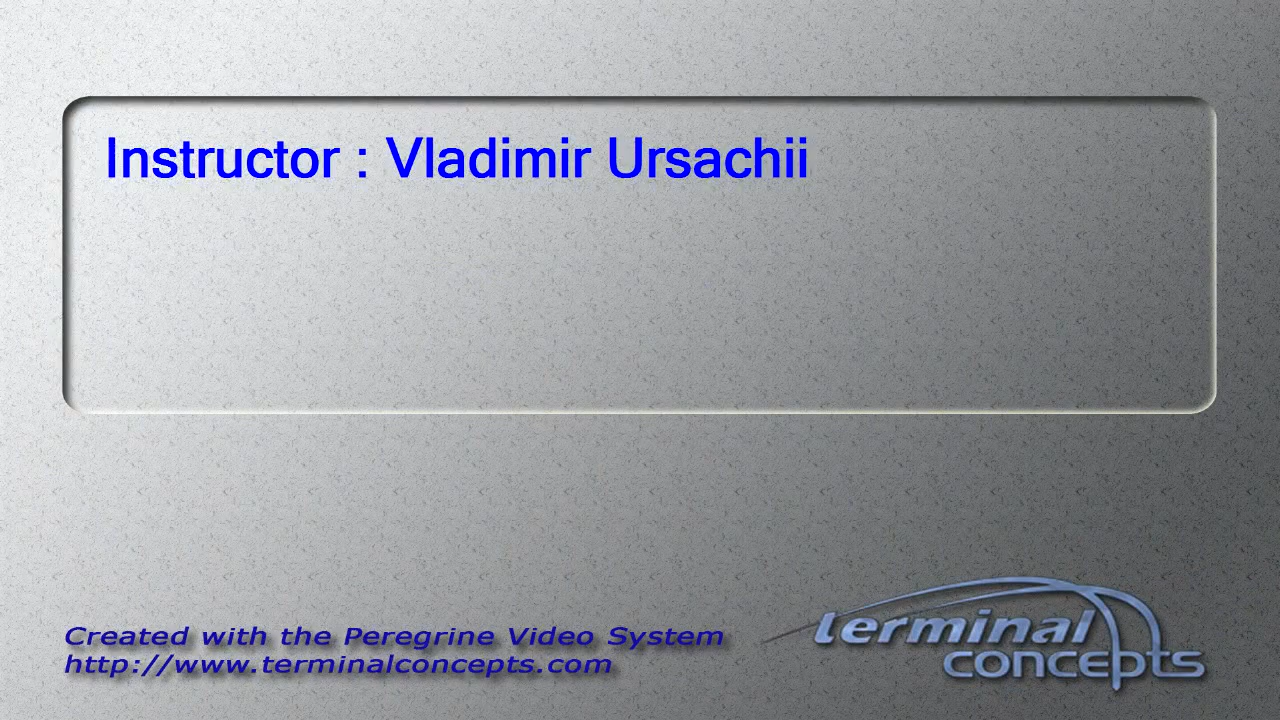 Instructor : Vladimir Ursachii
Created with the Peregrine Video System
http://www.terminalconcepts.com
terminal
concepts